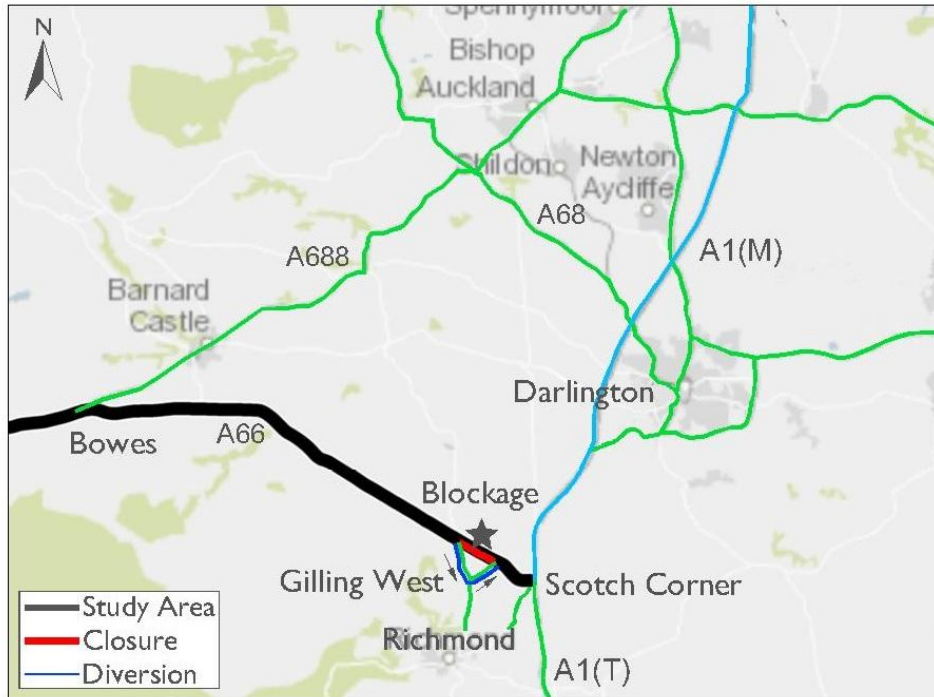 N
Spennymoor
Bishop
Auckland
Shildon
Newton
Aycliffe
A68
A688
A1(M)
Barnard
Castle
Darlington
A66
Bowes
Blockage
Gilling West
Scotch Corner
Richmond
A1(T)
Study Area
Closure
Diversion